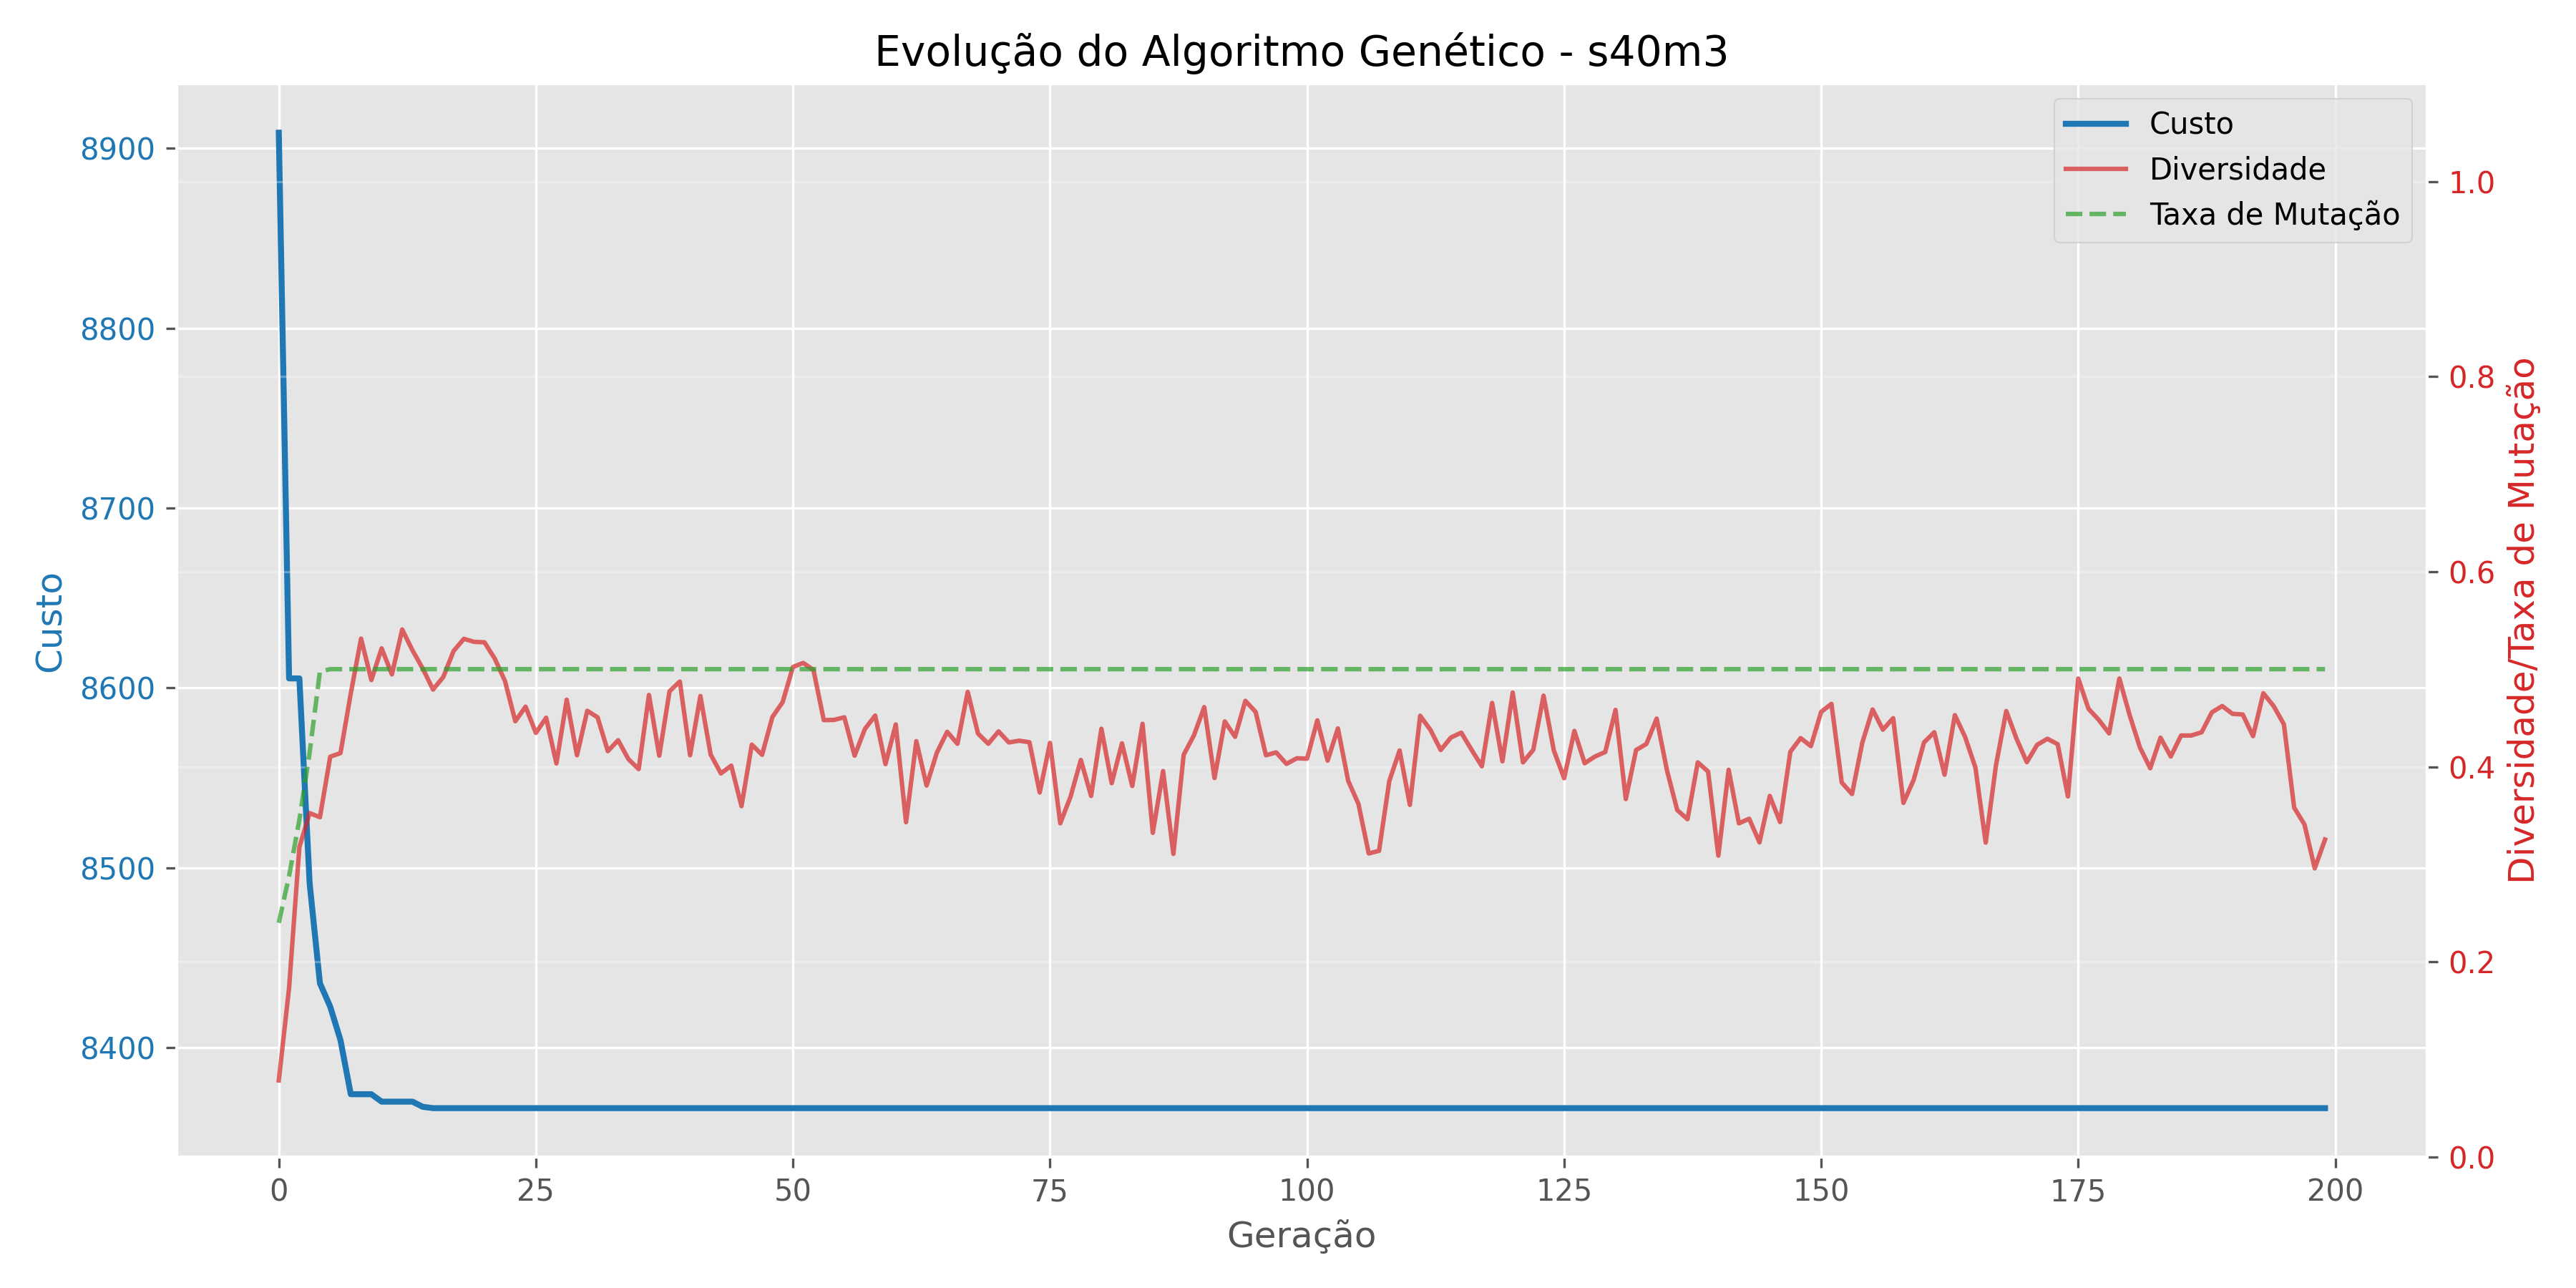 Evolução do Algoritmo Genético - s40m3
Custo
Diversidade
Taxa de Mutação
8900
8800
8700
8600
8500
8400
Custo
1.0
0.8
0.6
0.4
0.2
0.0
Diversidade/Taxa de Mutação
0 25 50 75 100 125 150 175 200
Geração